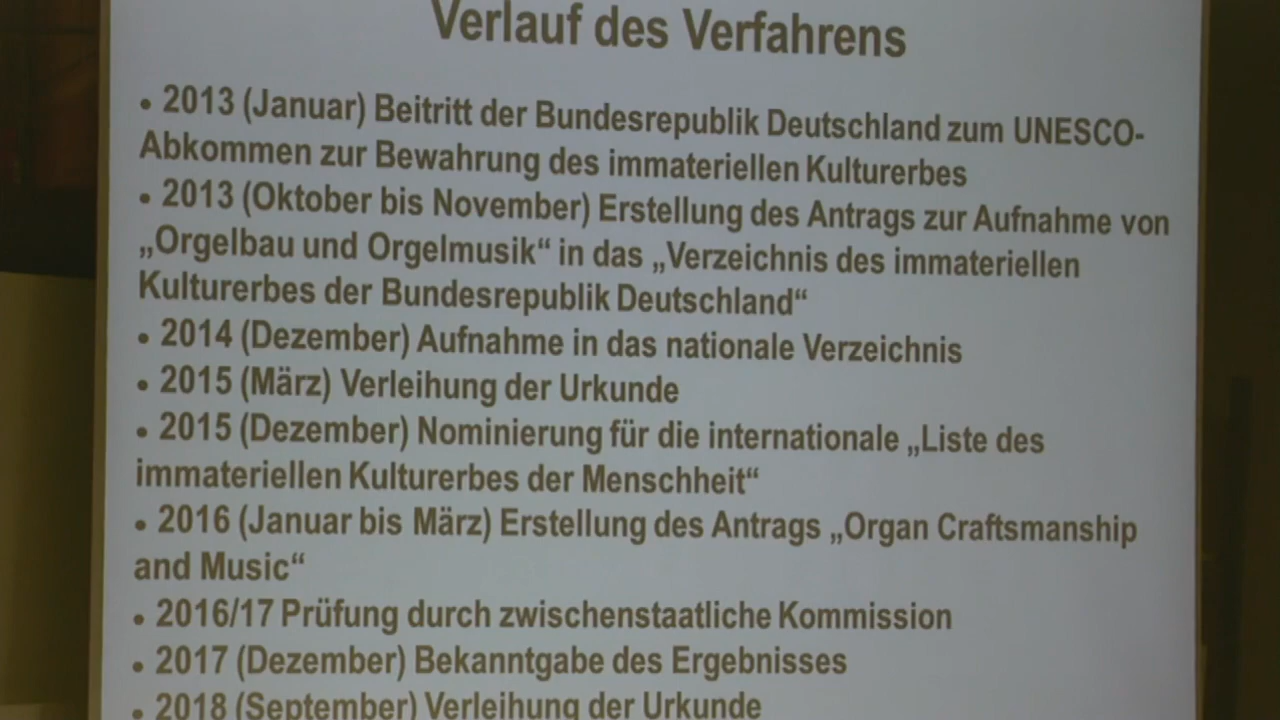 Verlauf des Verfahrens
• 2013 (Januar) Beitritt der Bundesrepublik Deutschland zum UNESCO-
Abkommen zur Bewahrung des immateriellen Kulturerbes
• 2013 (Oktober bis November) Erstellung des Antrags zur Aufnahme von
„Orgelbau und Orgelmusik“ in das „Verzeichnis des immateriellen
Kulturerbes der Bundesrepublik Deutschland“
• 2014 (Dezember) Aufnahme in das nationale Verzeichnis
• 2015 (März) Verleihung der Urkunde
• 2015 (Dezember) Nominierung für die internationale „Liste des
immateriellen Kulturerbes der Menschheit“
• 2016 (Januar bis März) Erstellung des Antrags „Organ Craftsmanship
and Music“
• 2016/17 Prüfung durch zwischenstaatliche Kommission
• 2017 (Dezember) Bekanntgabe des Ergebnisses
• 2018 (September) Verleihung der Urkunde